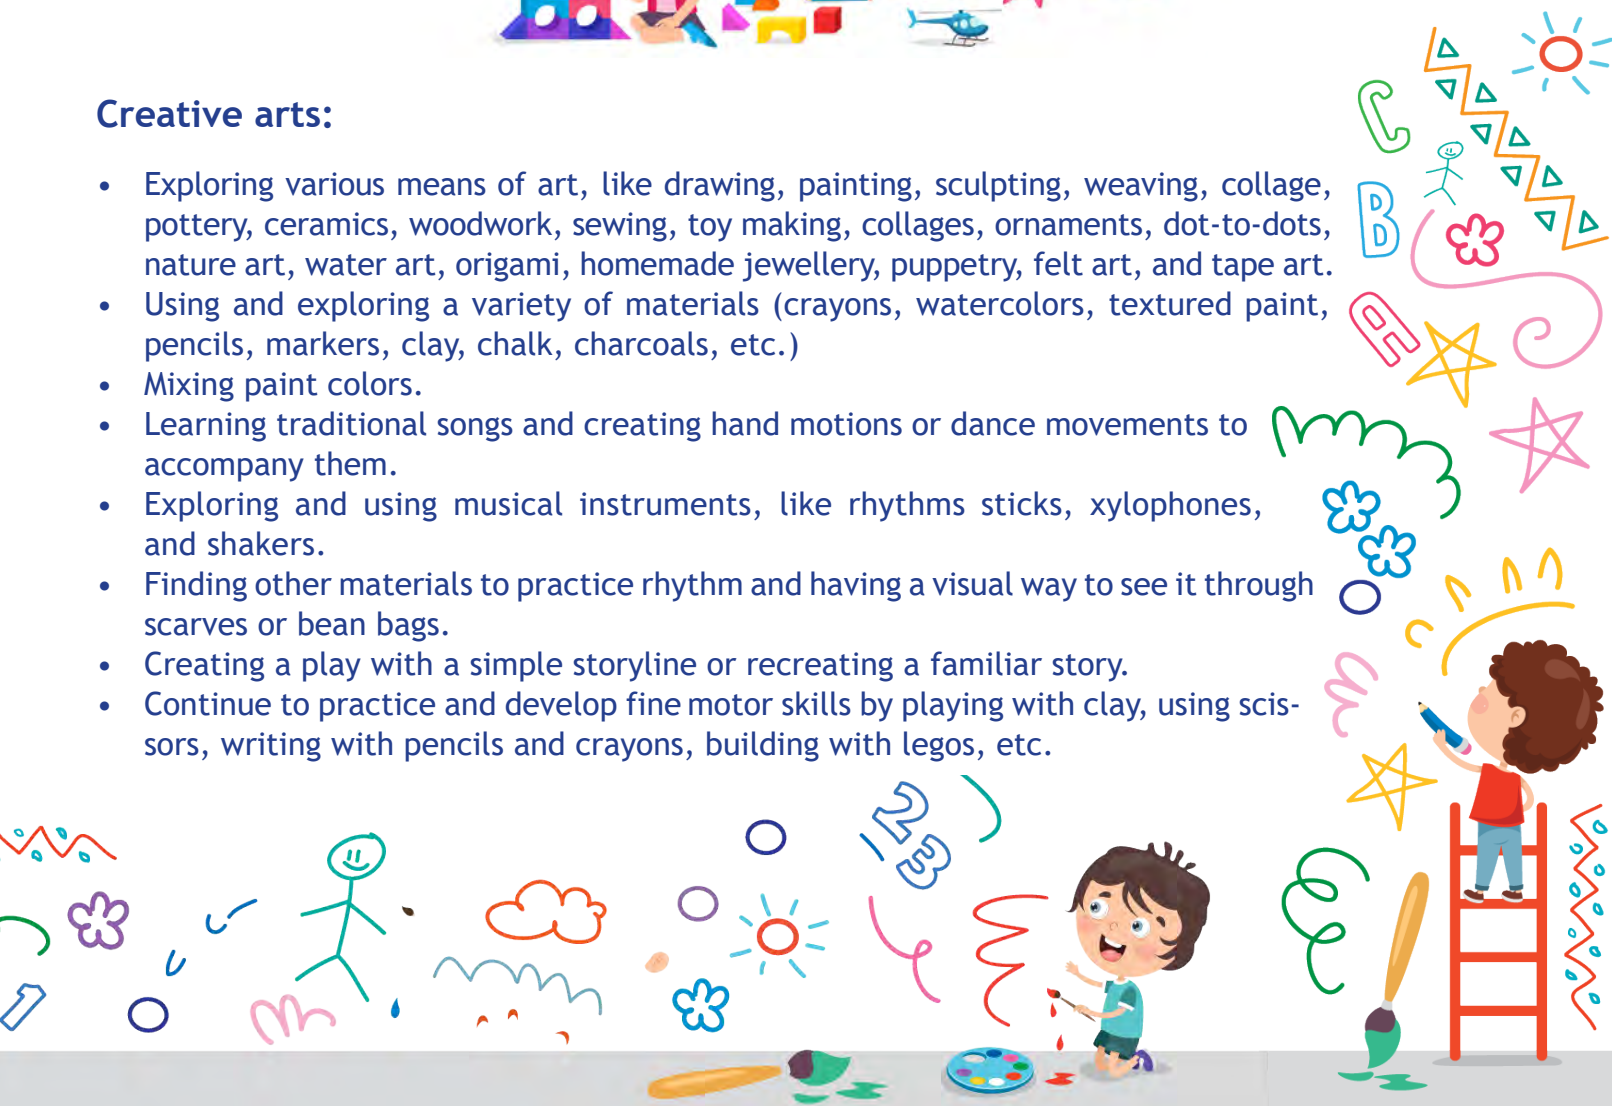 Creative arts:
• Exploring various means of art, like drawing, painting, sculpting, weaving, collage,
pottery, ceramics, woodwork, sewing, toy making, collages, ornaments, dot-to-dots,
nature art, water art, origami, homemade jewellery, puppetry, felt art, and tape art.
• Using and exploring a variety of materials (crayons, watercolors, textured paint,
pencils, markers, clay, chalk, charcoals, etc.)
• Mixing paint colors.
• Learning traditional songs and creating hand motions or dance movements to
accompany them.
• Exploring and using musical instruments, like rhythms sticks, xylophones,
and shakers.
• Finding other materials to practice rhythm and having a visual way to see it through
scarves or bean bags.
• Creating a play with a simple storyline or recreating a familiar story.
• Continue to practice and develop fine motor skills by playing with clay, using scis-
sors, writing with pencils and crayons, building with legos, etc.
C
B
A
23
1